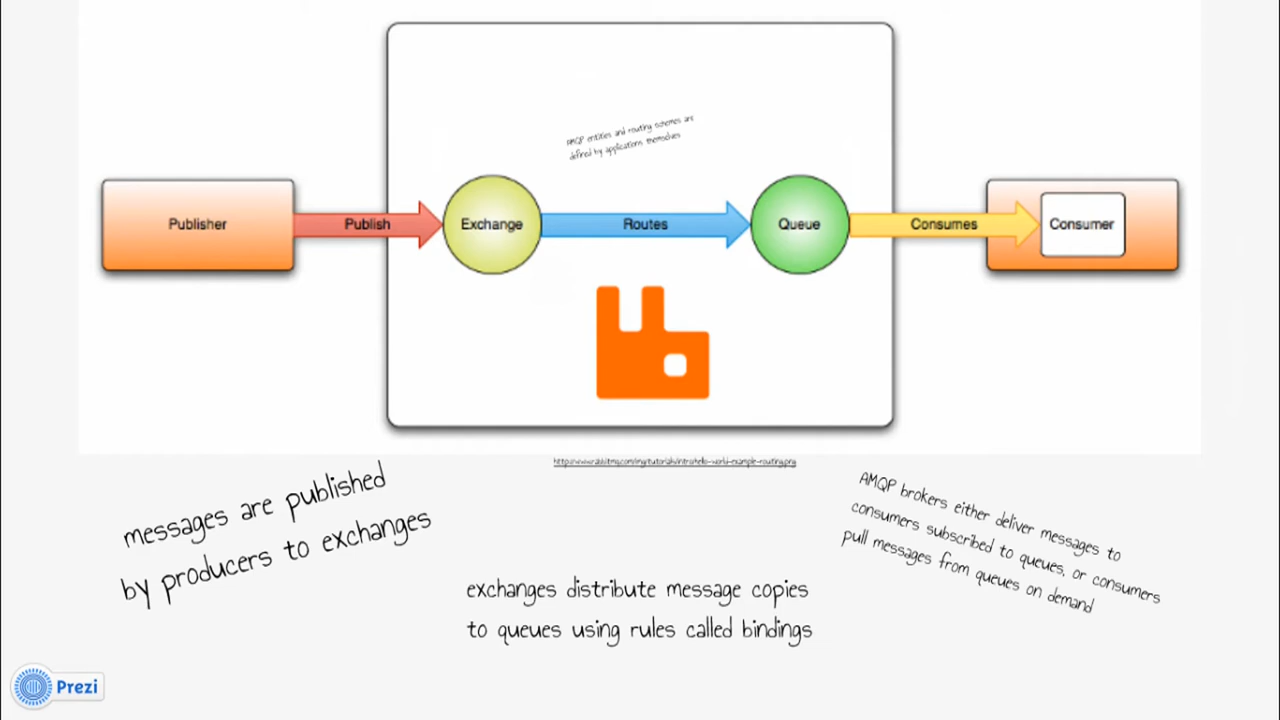 AMQP entities and routing schemes are
defined by applications themselves
Publisher
Publish
Exchange
Routes
Queue
Consumes
Consumer
messages are published
by producers to exchanges
exchanges distribute message copies
to queues using rules called bindings
AMQP brokers either deliver messages to
consumers subscribed to queues, or consumers
pull messages from queues on demand
Prezi